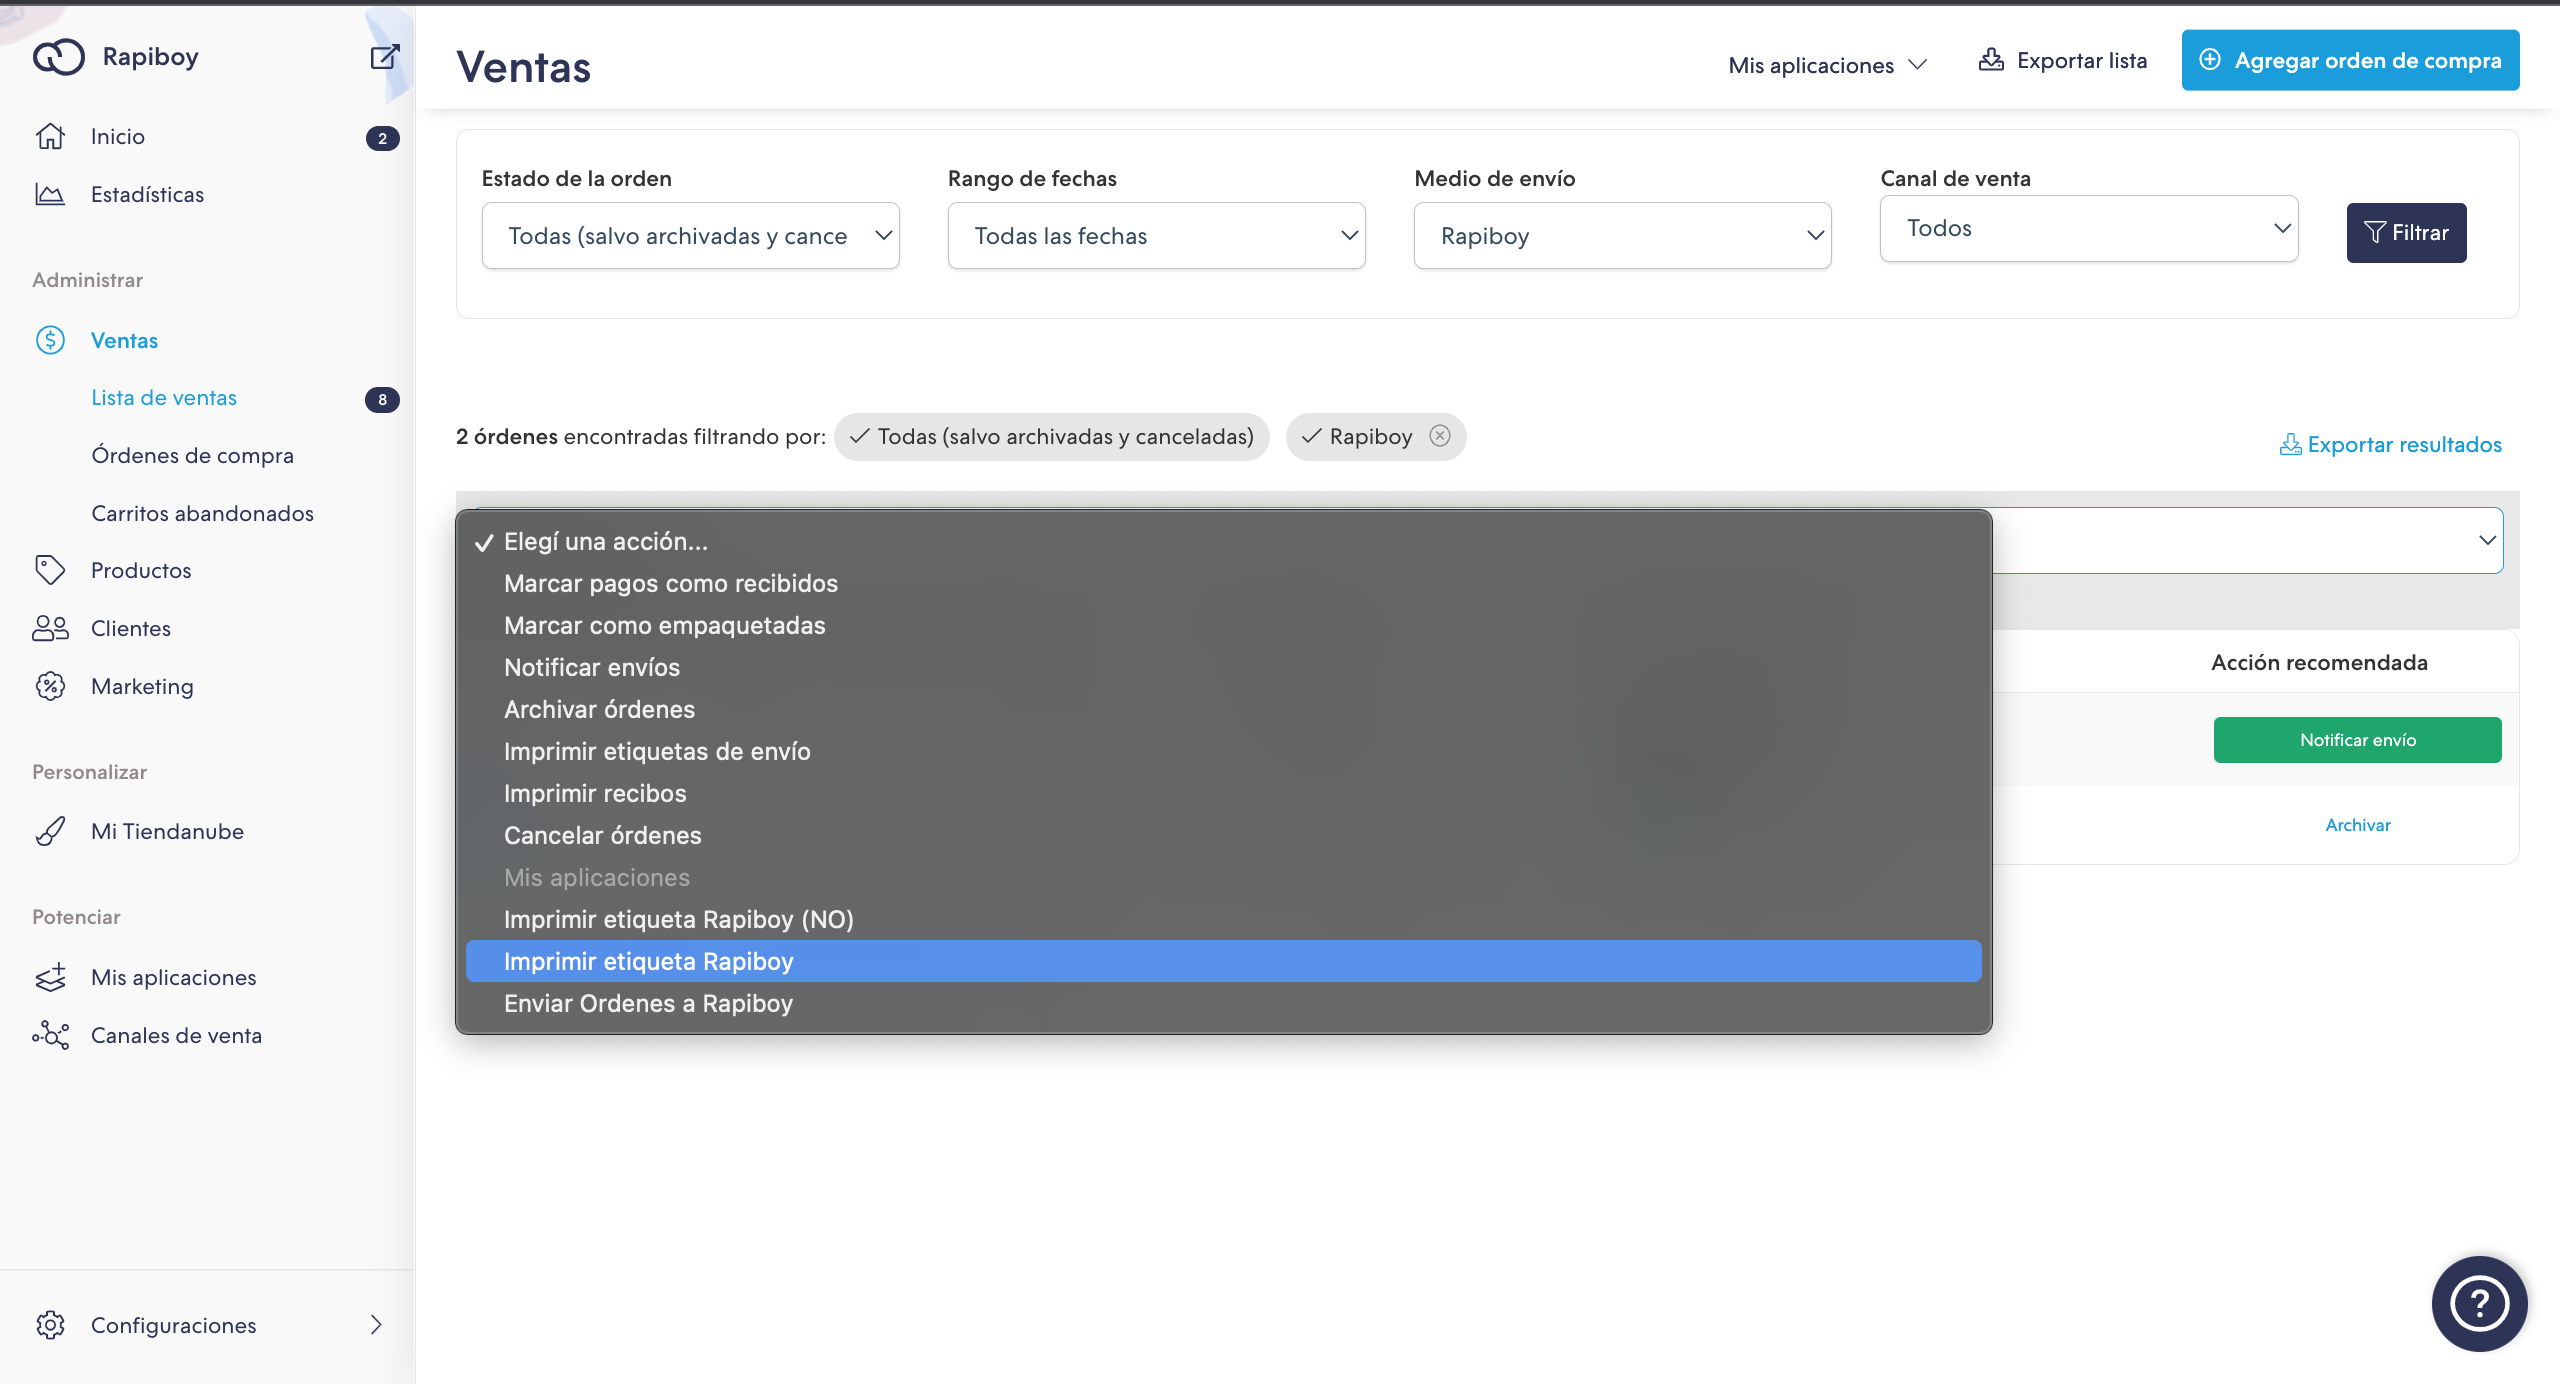 Rapiboy
Inicio
2
Estadísticas
Administrar
Ventas
Lista de ventas
8
Órdenes de compra
Carritos abandonados
Productos
Clientes
Marketing
Personalizar
Mi Tiendanube
Potenciar
Mis aplicaciones
Canales de venta
Configuraciones
Ventas
Mis aplicaciones
Exportar lista
Agregar orden de compra
Estado de la orden
Todas (salvo archivadas y cance
Rango de fechas
Todas las fechas
Medio de envío
Rapiboy
Canal de venta
Todos
Filtrar
2 órdenes encontradas filtrando por:
Todas (salvo archivadas y canceladas)
Rapiboy
Exportar resultados
Elegí una acción...
Marcar pagos como recibidos
Marcar como empaquetadas
Notificar envíos
Archivar órdenes
Imprimir etiquetas de envío
Imprimir recibos
Cancelar órdenes
Mis aplicaciones
Imprimir etiqueta Rapiboy (NO)
Imprimir etiqueta Rapiboy
Enviar Ordenes a Rapiboy
Acción recomendada
Notificar envío
Archivar
?